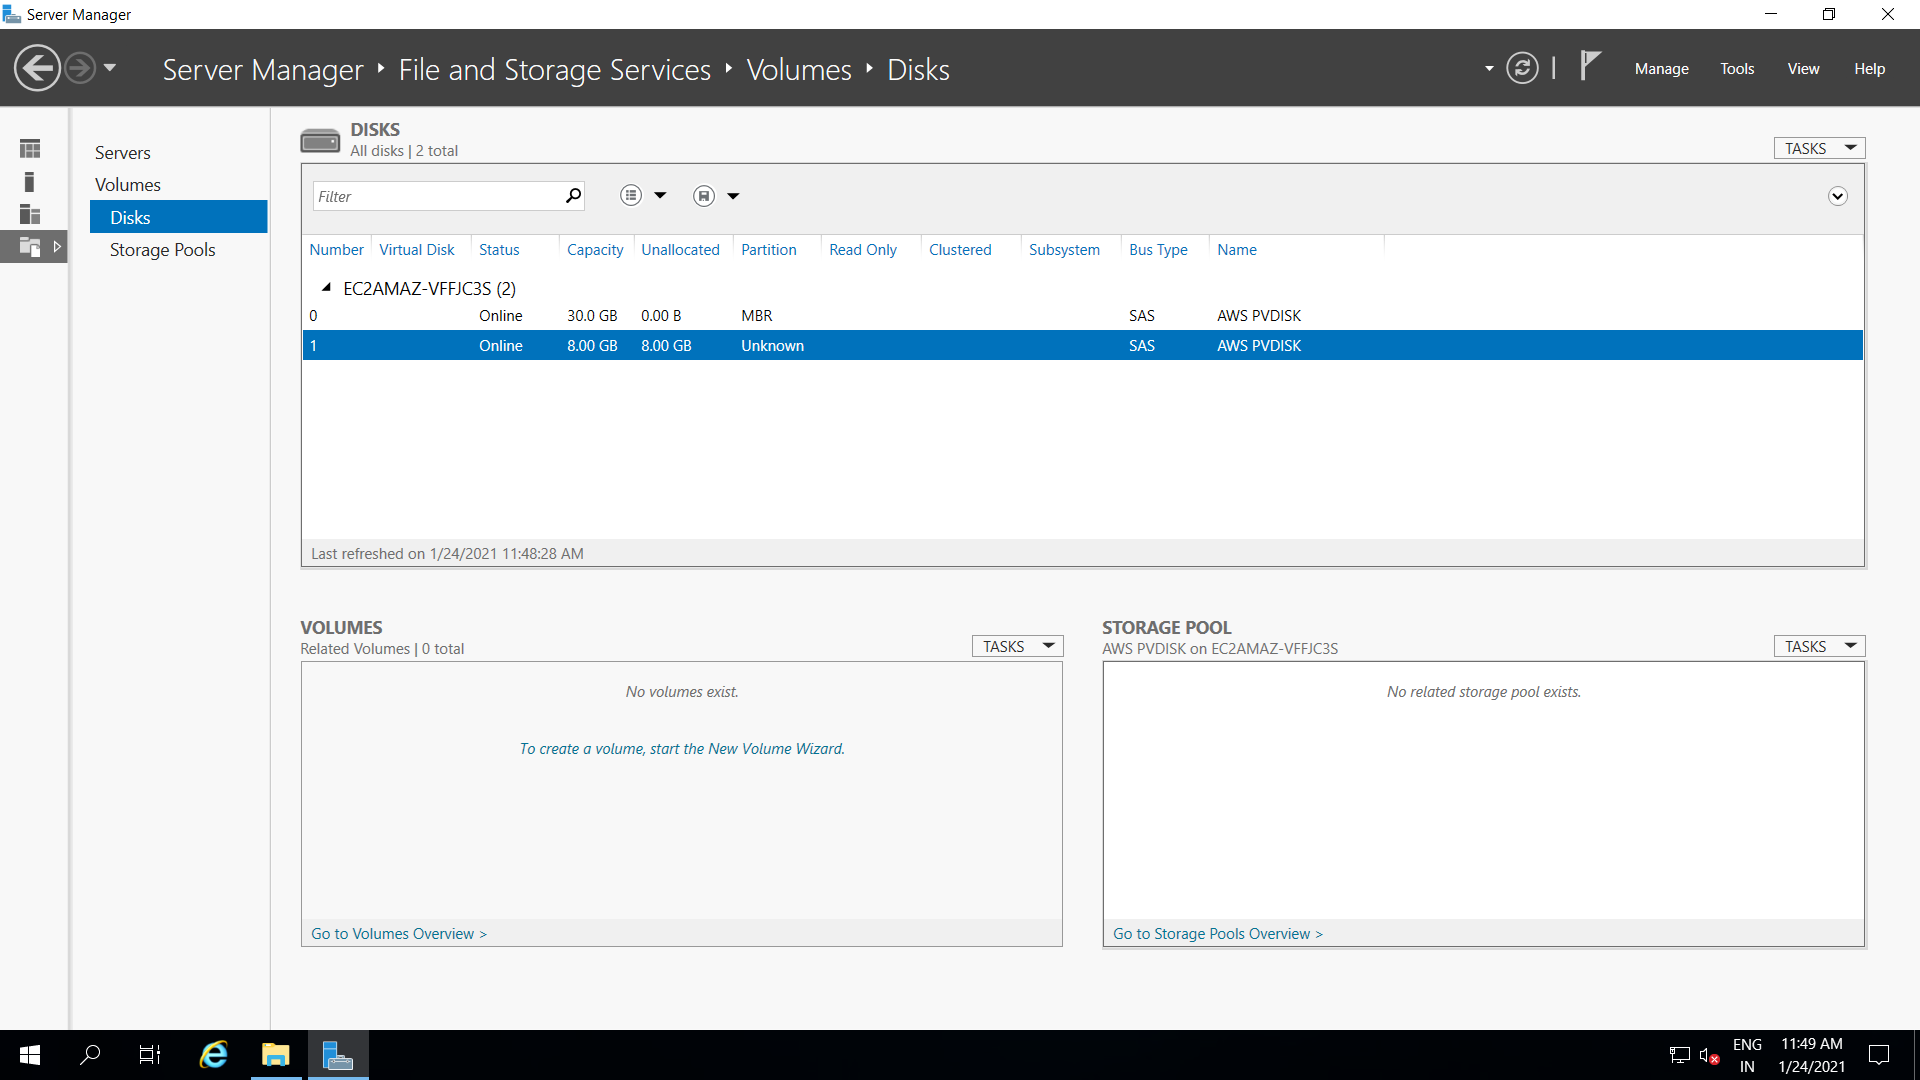 Server Manager
Server Manager ‣ File and Storage Services ‣ Volumes ‣ Disks
Manage Tools View Help
Servers
Volumes
Disks
Storage Pools
DISKS
All disks | 2 total
TASKS
Filter
Number Virtual Disk Status Capacity Unallocated Partition Read Only Clustered Subsystem Bus Type Name
EC2AMAZ-VFFJC3S (2)
0 Online 30.0 GB 0.00 B MBR SAS AWS PVDISK
1 Online 8.00 GB 8.00 GB Unknown SAS AWS PVDISK
Last refreshed on 1/24/2021 11:48:28 AM
VOLUMES
Related Volumes | 0 total
TASKS
No volumes exist.
To create a volume, start the New Volume Wizard.
Go to Volumes Overview >
STORAGE POOL
AWS PVDISK on EC2AMAZ-VFFJC3S
TASKS
No related storage pool exists.
Go to Storage Pools Overview >
ENG
IN
11:49 AM
1/24/2021